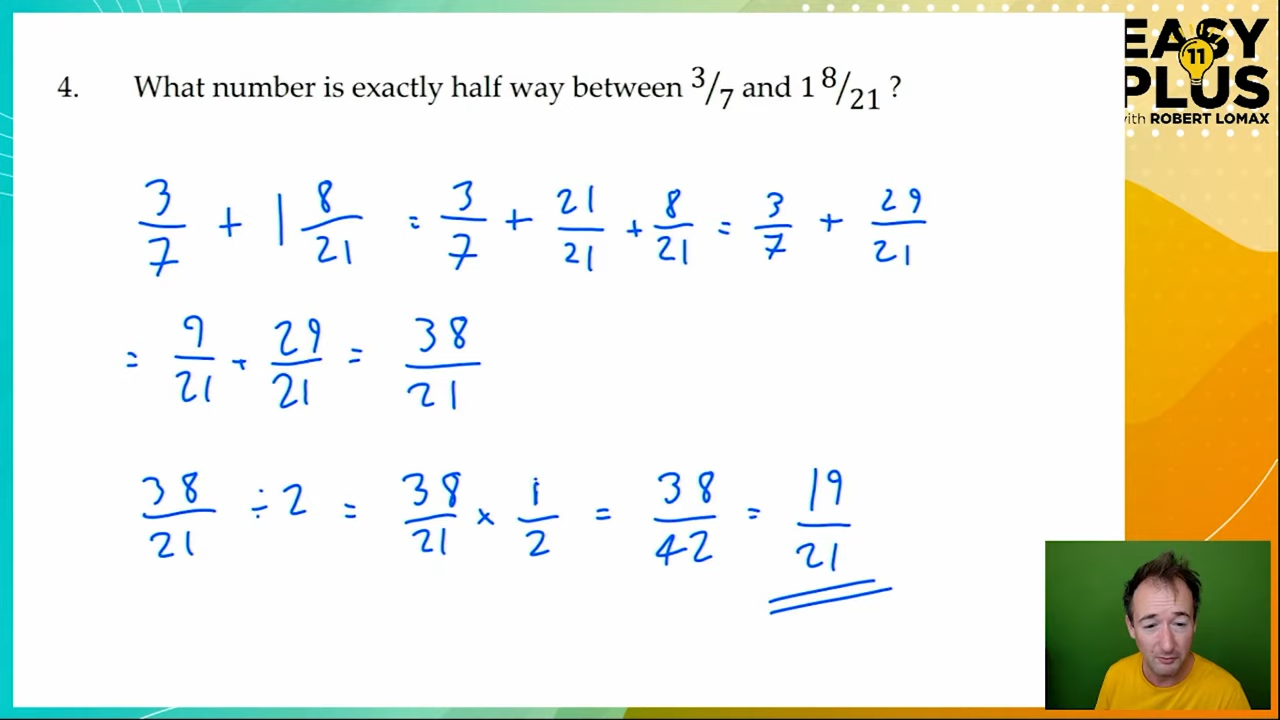 4. What number is exactly half way between 3/7 and 1 8/21 ?
3/7 + 1 8/21 = 3/7 + 21/21 + 8/21 = 3/7 + 29/21
= 9/21 + 29/21 = 38/21
38/21 ÷ 2 = 38/21 × 1/2 = 38/42 = 19/21
EASY
11
PLUS
with ROBERT LOMAX